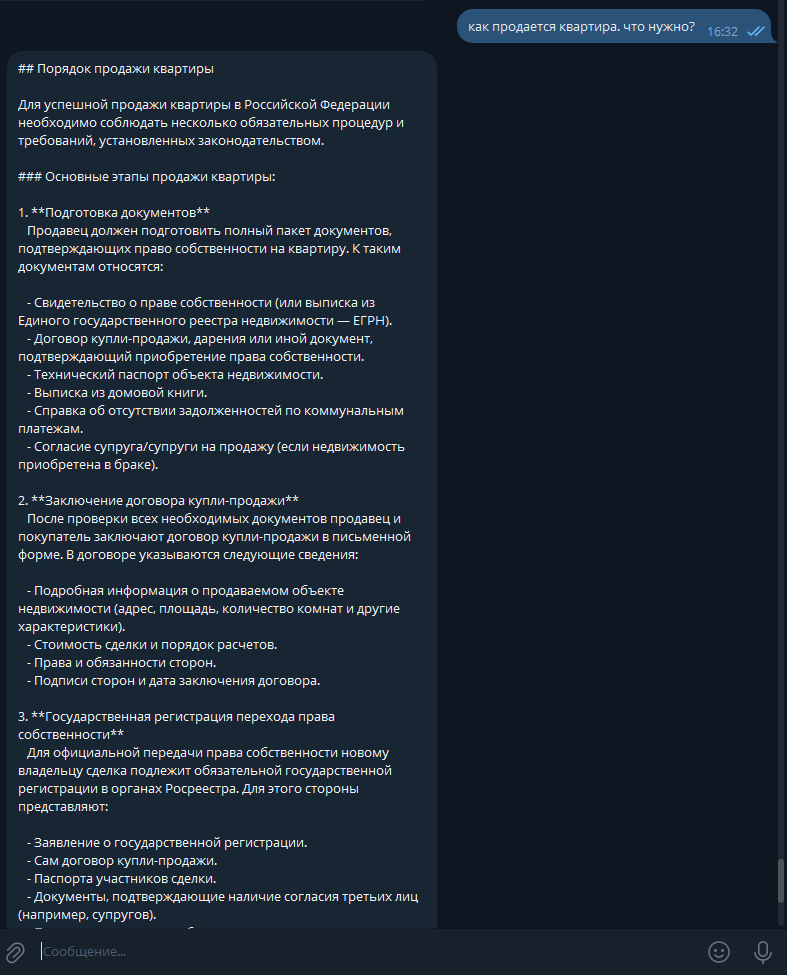 как продается квартира. что нужно?
16:32
## Порядок продажи квартиры
Для успешной продажи квартиры в Российской Федерации
необходимо соблюдать несколько обязательных процедур и
требований, установленных законодательством.
### Основные этапы продажи квартиры:
1. **Подготовка документов**
Продавец должен подготовить полный пакет документов,
подтверждающих право собственности на квартиру. К таким
документам относятся:
- Свидетельство о праве собственности (или выписка из
Единого государственного реестра недвижимости — ЕГРН).
- Договор купли-продажи, дарения или иной документ,
подтверждающий приобретение права собственности.
- Технический паспорт объекта недвижимости.
- Выписка из домовой книги.
- Справка об отсутствии задолженностей по коммунальным
платежам.
- Согласие супруга/супруги на продажу (если недвижимость
приобретена в браке).
2. **Заключение договора купли-продажи**
После проверки всех необходимых документов продавец и
покупатель заключают договор купли-продажи в письменной
форме. В договоре указываются следующие сведения:
- Подробная информация о продаваемом объекте
недвижимости (адрес, площадь, количество комнат и другие
характеристики).
- Стоимость сделки и порядок расчетов.
- Права и обязанности сторон.
- Подписи сторон и дата заключения договора.
3. **Государственная регистрация перехода права
собственности**
Для официальной передачи права собственности новому
владельцу сделка подлежит обязательной государственной
регистрации в органах Росреестра. Для этого стороны
представляют:
- Заявление о государственной регистрации.
- Сам договор купли-продажи.
- Паспорта участников сделки.
- Документы, подтверждающие наличие согласия третьих лиц
(например, супругов).
Сообщение...